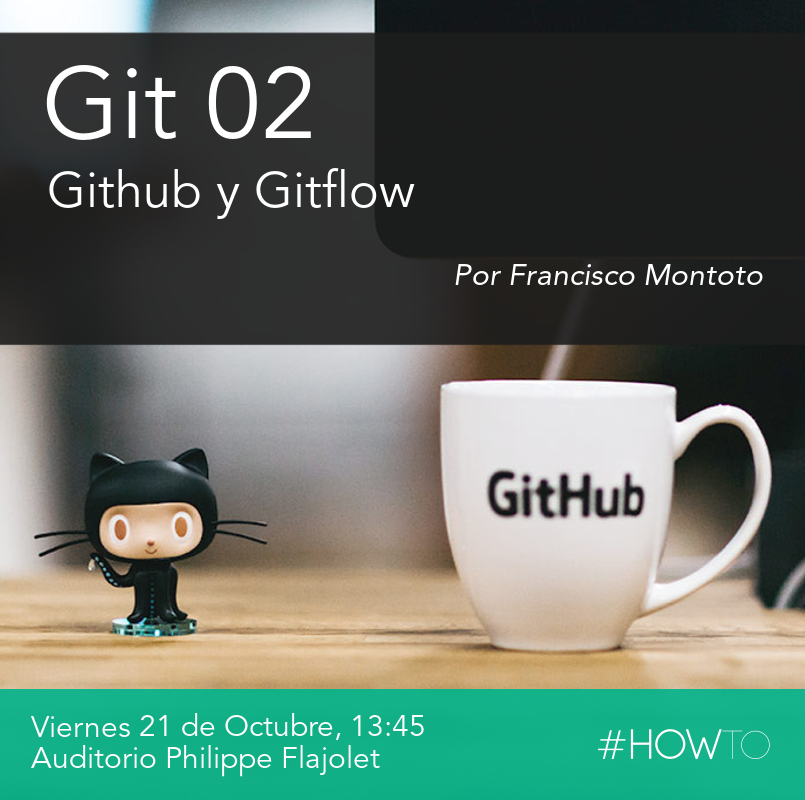 Git 02
Github y Gitflow
Por Francisco Montoto
GitHub
Viernes 21 de Octubre, 13:45
Auditorio Philippe Flajolet
#HOWTO